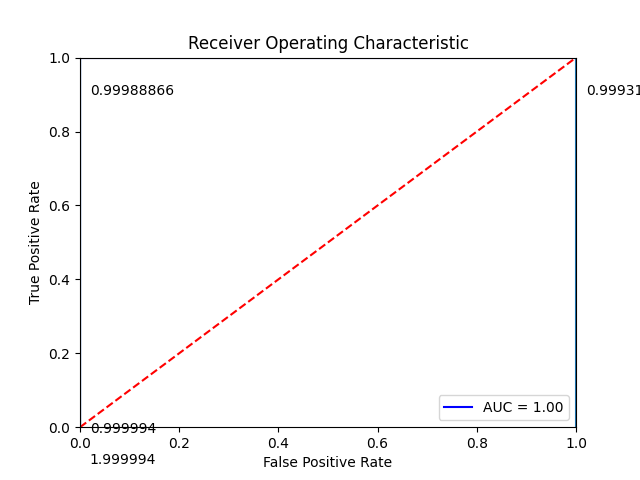 Receiver Operating Characteristic
1.0
0.99988866
0.99931
0.8
0.6
True Positive Rate
0.4
0.2
AUC = 1.00
0.0
0.999994
0.0 0.2 0.4 0.6 0.8 1.0
1.999994
False Positive Rate